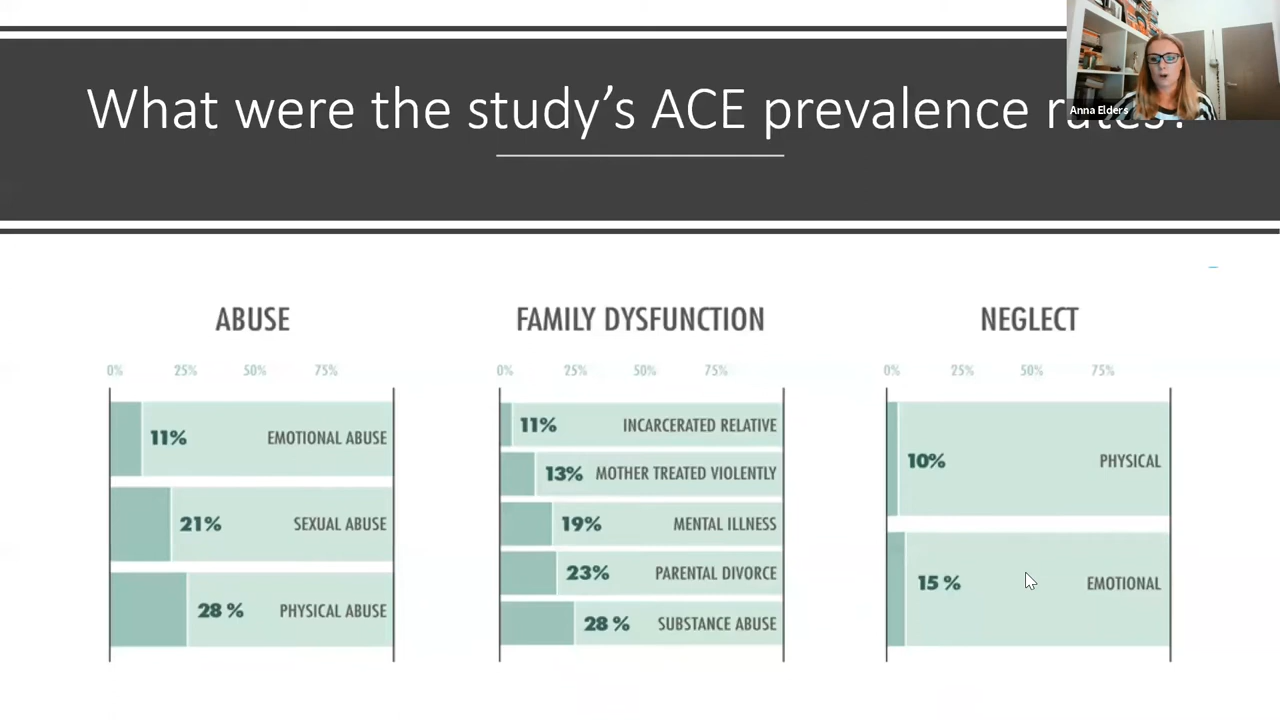 What were the study's ACE prevalence rates?
Anna Elders
ABUSE
0% 25% 50% 75%
11% EMOTIONAL ABUSE
21% SEXUAL ABUSE
28 % PHYSICAL ABUSE
FAMILY DYSFUNCTION
0% 25% 50% 75%
11% INCARCERATED RELATIVE
13% MOTHER TREATED VIOLENTLY
19% MENTAL ILLNESS
23% PARENTAL DIVORCE
28 % SUBSTANCE ABUSE
NEGLECT
0% 25% 50% 75%
10% PHYSICAL
15 % EMOTIONAL